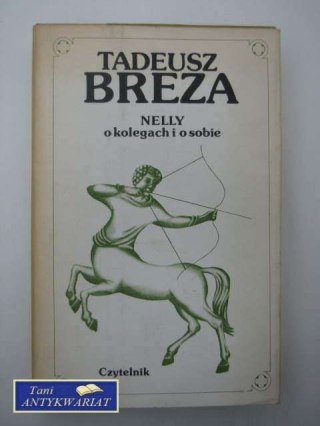 TADEUSZ
BREZA
NELLY
o kolegach i o sobie
Czytelnik
Tani
ANTYKWARIAT